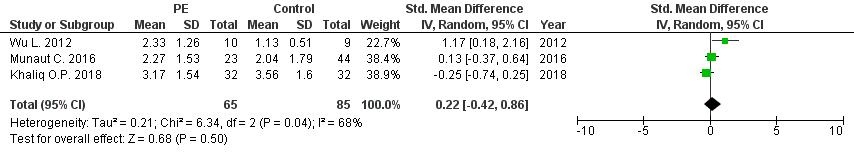 PE Control Std. Mean Difference Std. Mean Difference
Study or Subgroup Mean SD Total Mean SD Total Weight IV, Random, 95% CI Year IV, Random, 95% CI
Wu L. 2012 2.33 1.26 10 1.13 0.51 9 22.7% 1.17 [0.18, 2.16] 2012
Munaut C. 2016 2.27 1.53 23 2.04 1.79 44 38.4% 0.13 [-0.37, 0.64] 2016
Khaliq O.P. 2018 3.17 1.54 32 3.56 1.6 32 38.9% -0.25 [-0.74, 0.25] 2018
Total (95% CI) 65 85 100.0% 0.22 [-0.42, 0.86]
Heterogeneity: Tau² = 0.21; Chi² = 6.34, df = 2 (P = 0.04); I² = 68%
Test for overall effect: Z = 0.68 (P = 0.50)
-10 -5 0 5 10